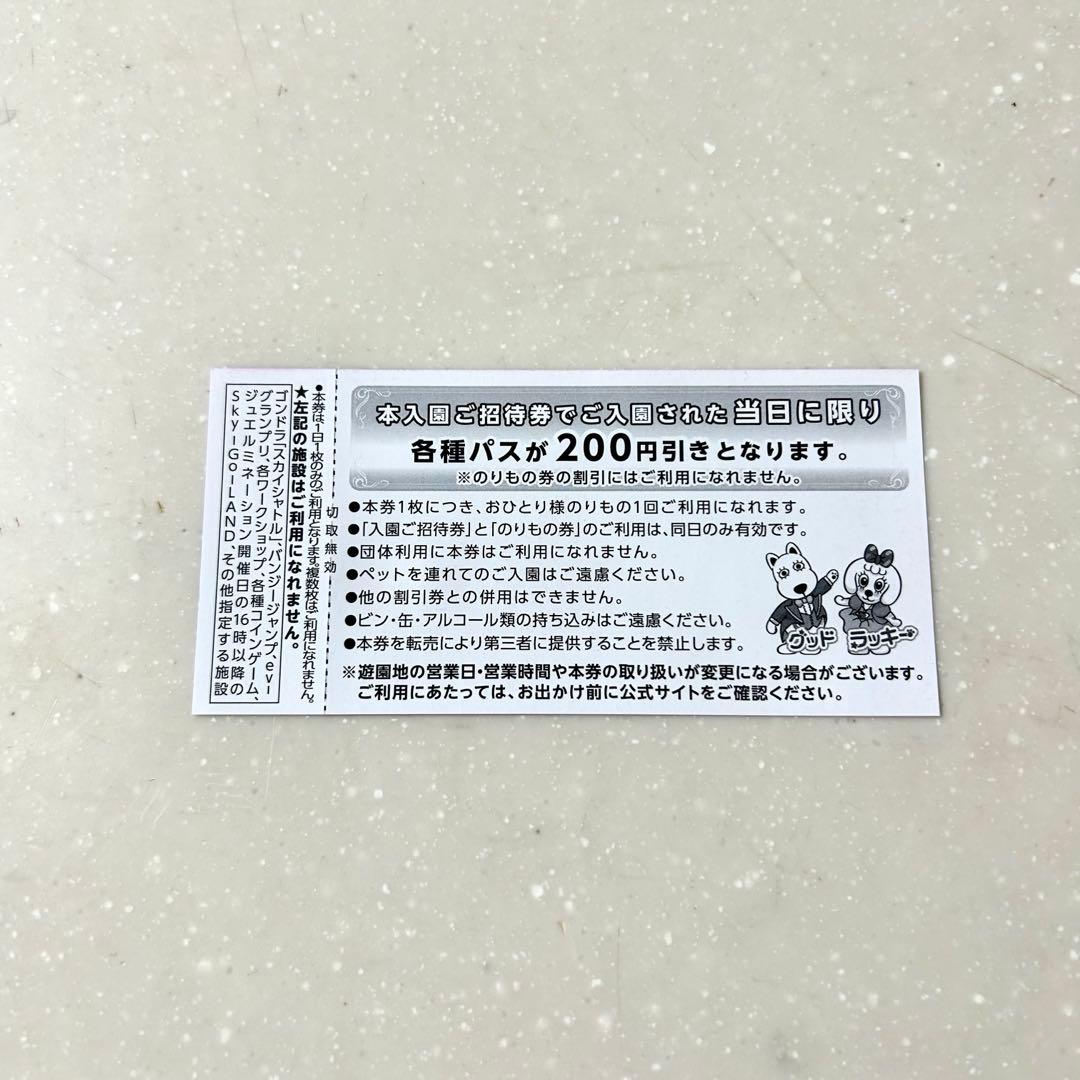 本入園ご招待券でご入園された当日に限り
各種パスが200円引きとなります。
※のりもの券の割引にはご利用になれません。
●本券1枚につき、おひとり様のりもの1回ご利用になれます。
●「入園ご招待券」と「のりもの券」のご利用は、同日のみ有効です。
●団体利用に本券はご利用になれません。
●ペットを連れてのご入園はご遠慮ください。
●他の割引券との併用はできません。
●ビン・缶・アルコール類の持ち込みはご遠慮ください。
●本券を転売により第三者に提供することを禁止します。
グッド
ラッキー
※遊園地の営業日・営業時間や本券の取り扱いが変更になる場合がございます。
ご利用にあたっては、お出かけ前に公式サイトをご確認ください。
切取無効
●本券は1日1枚のみのご利用となります。複数枚はご利用になれません。
★左記の施設はご利用になれません。
ゴンドラ「スカイシャトル」、バンジージャンプ、evi
グランプリ、各ワークショップ、各種コインゲーム、
ジュエルミネーション開催日の16時以降の
Sky-Go-LAND、その他指定する施設